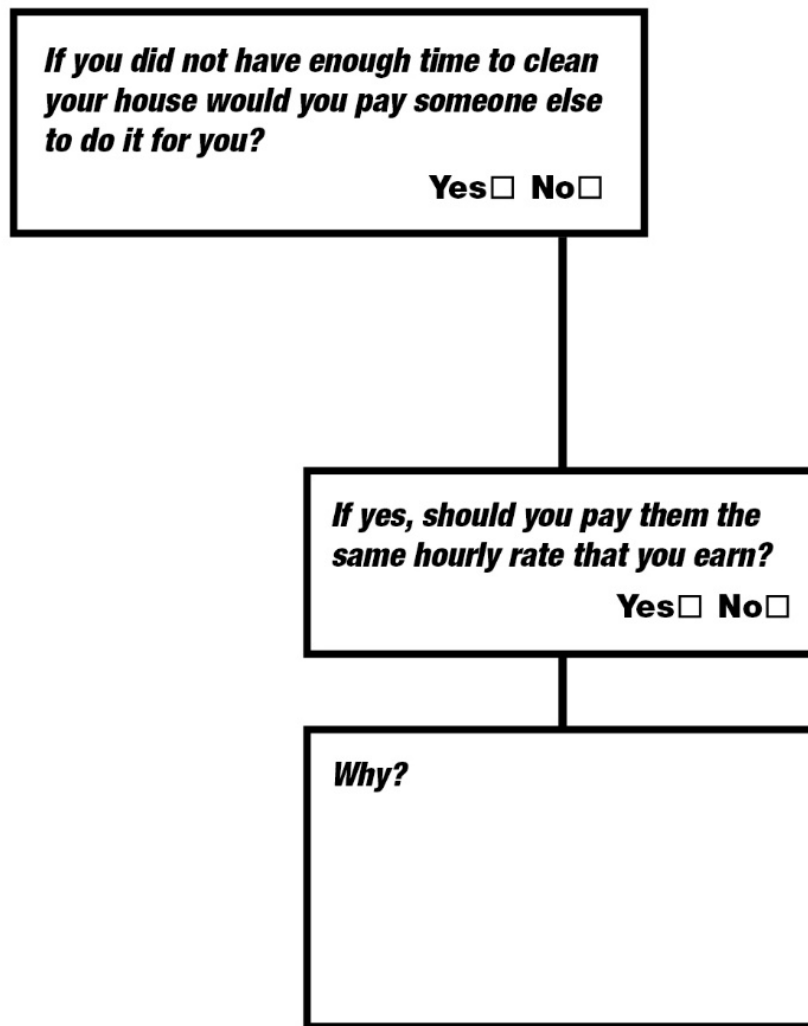 If you did not have enough time to clean
your house would you pay someone else
to do it for you?
Yes□ No□
If yes, should you pay them the
same hourly rate that you earn?
Yes□ No□
Why?